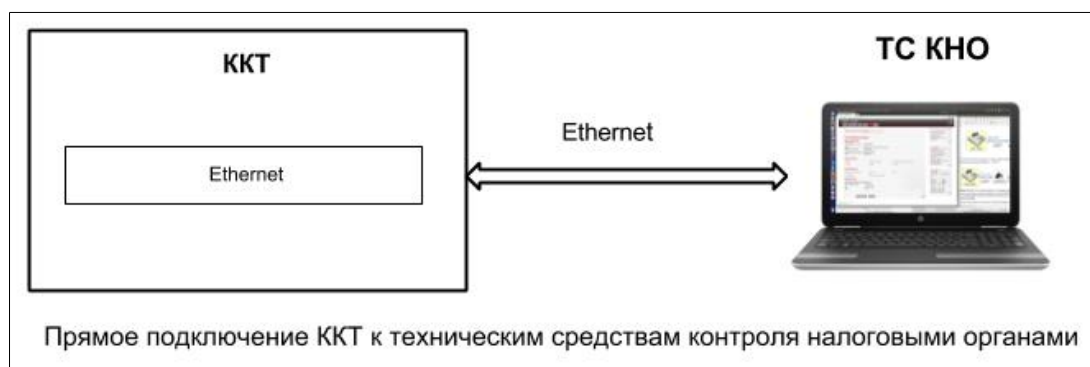 ККТ
ТС КНО
Ethernet
Ethernet
Прямое подключение ККТ к техническим средствам контроля налоговыми органами